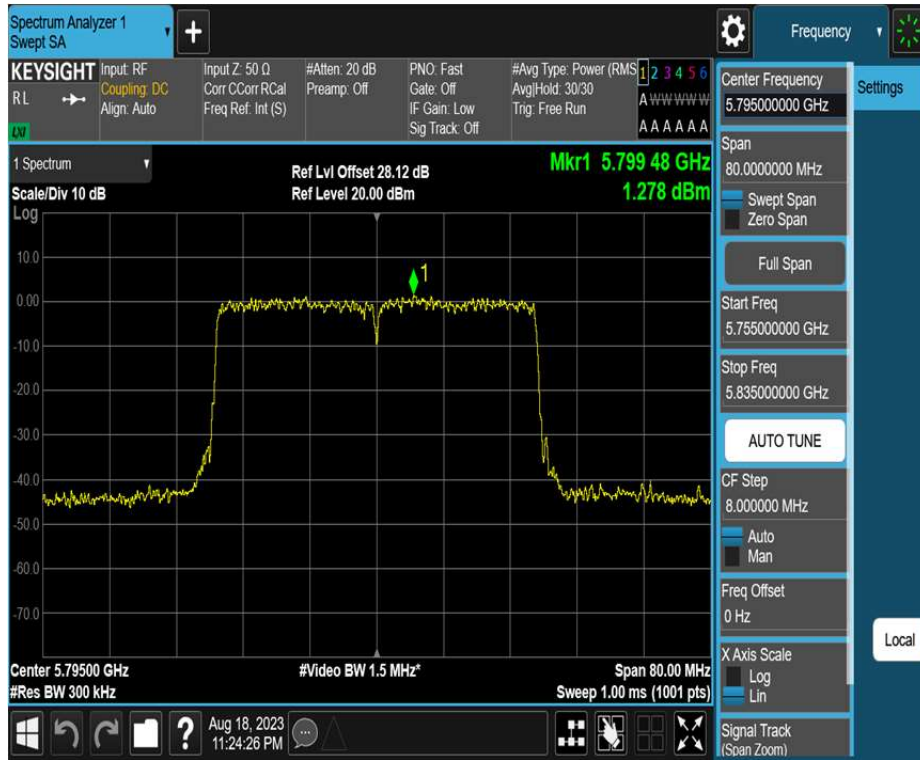 Spectrum Analyzer 1
Swept SA
+
Frequency
KEYSIGHT
RL
LXI
Input: RF
Coupling: DC
Align: Auto
Input Z: 50 Ω
Corr CCorr RCal
Freq Ref: Int (S)
#Atten: 20 dB
Preamp: Off
PNO: Fast
Gate: Off
IF Gain: Low
Sig Track: Off
#Avg Type: Power (RMS
Avg|Hold: 30/30
Trig: Free Run
1 2 3 4 5 6
A W W W W W
A A A A A A
1 Spectrum
Scale/Div 10 dB
Log
Ref Lvl Offset 28.12 dB
Ref Level 20.00 dBm
Mkr1 5.799 48 GHz
1.278 dBm
10.0
0.00
-10.0
-20.0
-30.0
-40.0
-50.0
-60.0
-70.0
1
Center 5.79500 GHz
#Res BW 300 kHz
#Video BW 1.5 MHz*
Span 80.00 MHz
Sweep 1.00 ms (1001 pts)
?
Aug 18, 2023
11:24:26 PM
Center Frequency
5.795000000 GHz
Settings
Span
80.0000000 MHz
Swept Span
Zero Span
Full Span
Start Freq
5.755000000 GHz
Stop Freq
5.835000000 GHz
AUTO TUNE
CF Step
8.000000 MHz
Auto
Man
Freq Offset
0 Hz
Local
X Axis Scale
Log
Lin
Signal Track
(Span Zoom)